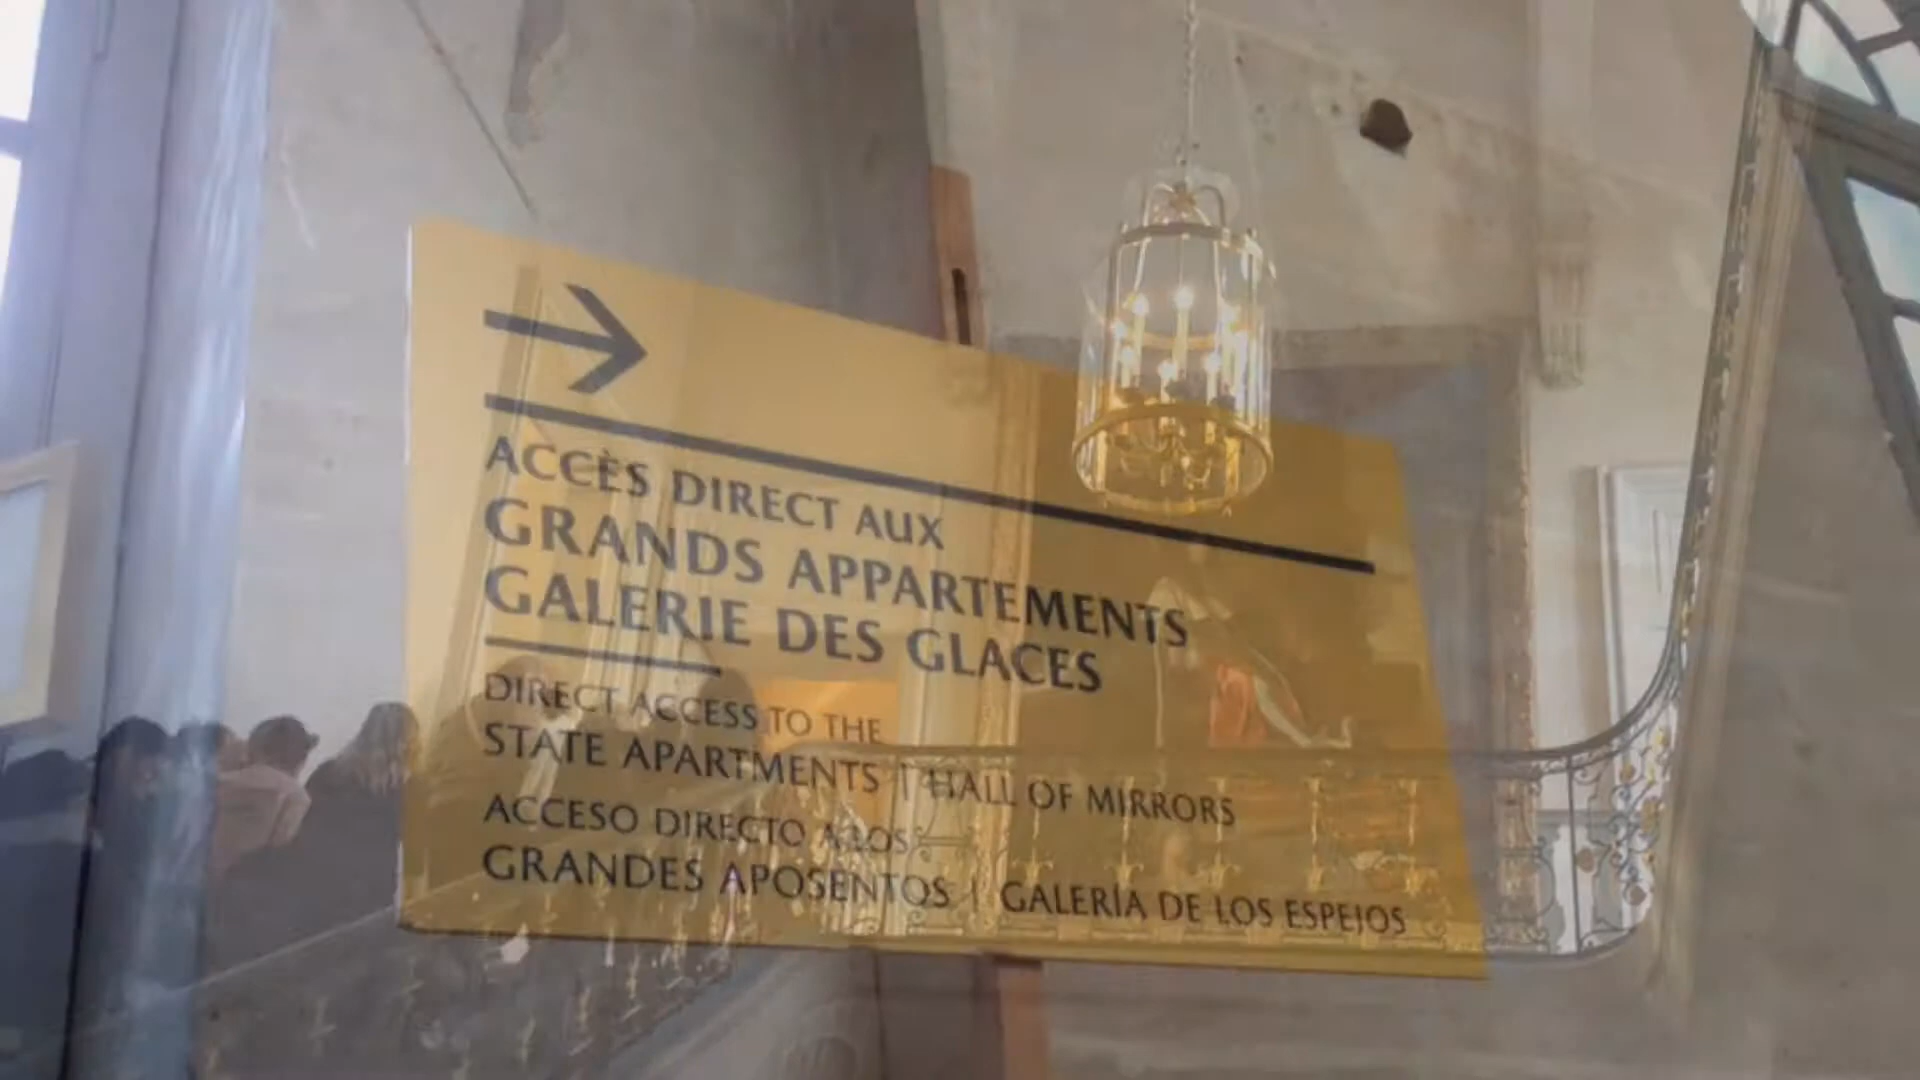 ACCÈS DIRECT AUX
GRANDS APPARTEMENTS
GALERIE DES GLACES
DIRECT ACCESS TO THE
STATE APARTMENTS | HALL OF MIRRORS
ACCESO DIRECTO A LOS
GRANDES APOSENTOS | GALERÍA DE LOS ESPEJOS